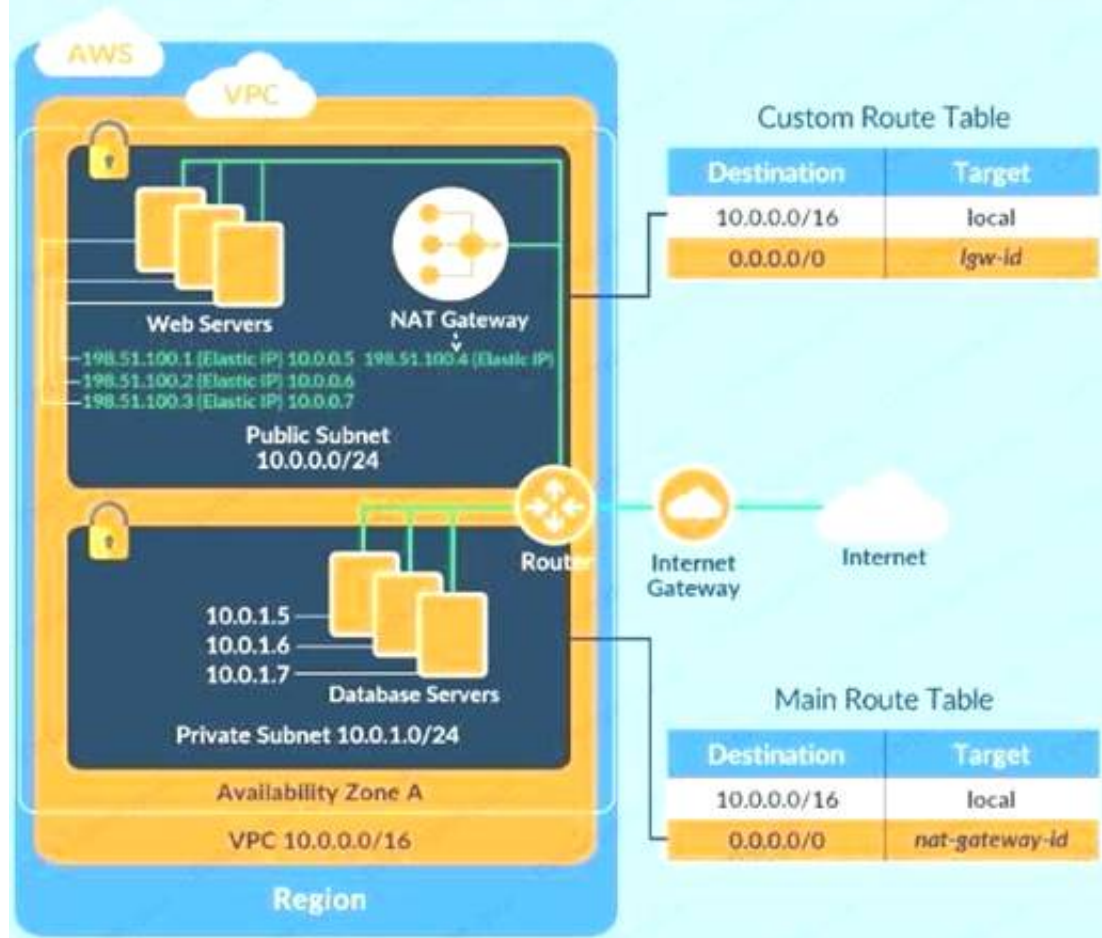 AWS
VPC
Custom Route Table
Destination Target
10.0.0.0/16 local
0.0.0.0/0 Igw-id
Web Servers
NAT Gateway
198.51.100.1 (Elastic IP) 10.0.0.5
198.51.100.4 (Elastic IP)
198.51.100.2 (Elastic IP) 10.0.0.6
198.51.100.3 (Elastic IP) 10.0.0.7
Public Subnet
10.0.0.0/24
Router
Internet
Gateway
Internet
10.0.1.5
10.0.1.6
10.0.1.7
Database Servers
Private Subnet 10.0.1.0/24
Main Route Table
Destination Target
10.0.0.0/16 local
0.0.0.0/0 nat-gateway-id
Availability Zone A
VPC 10.0.0.0/16
Region